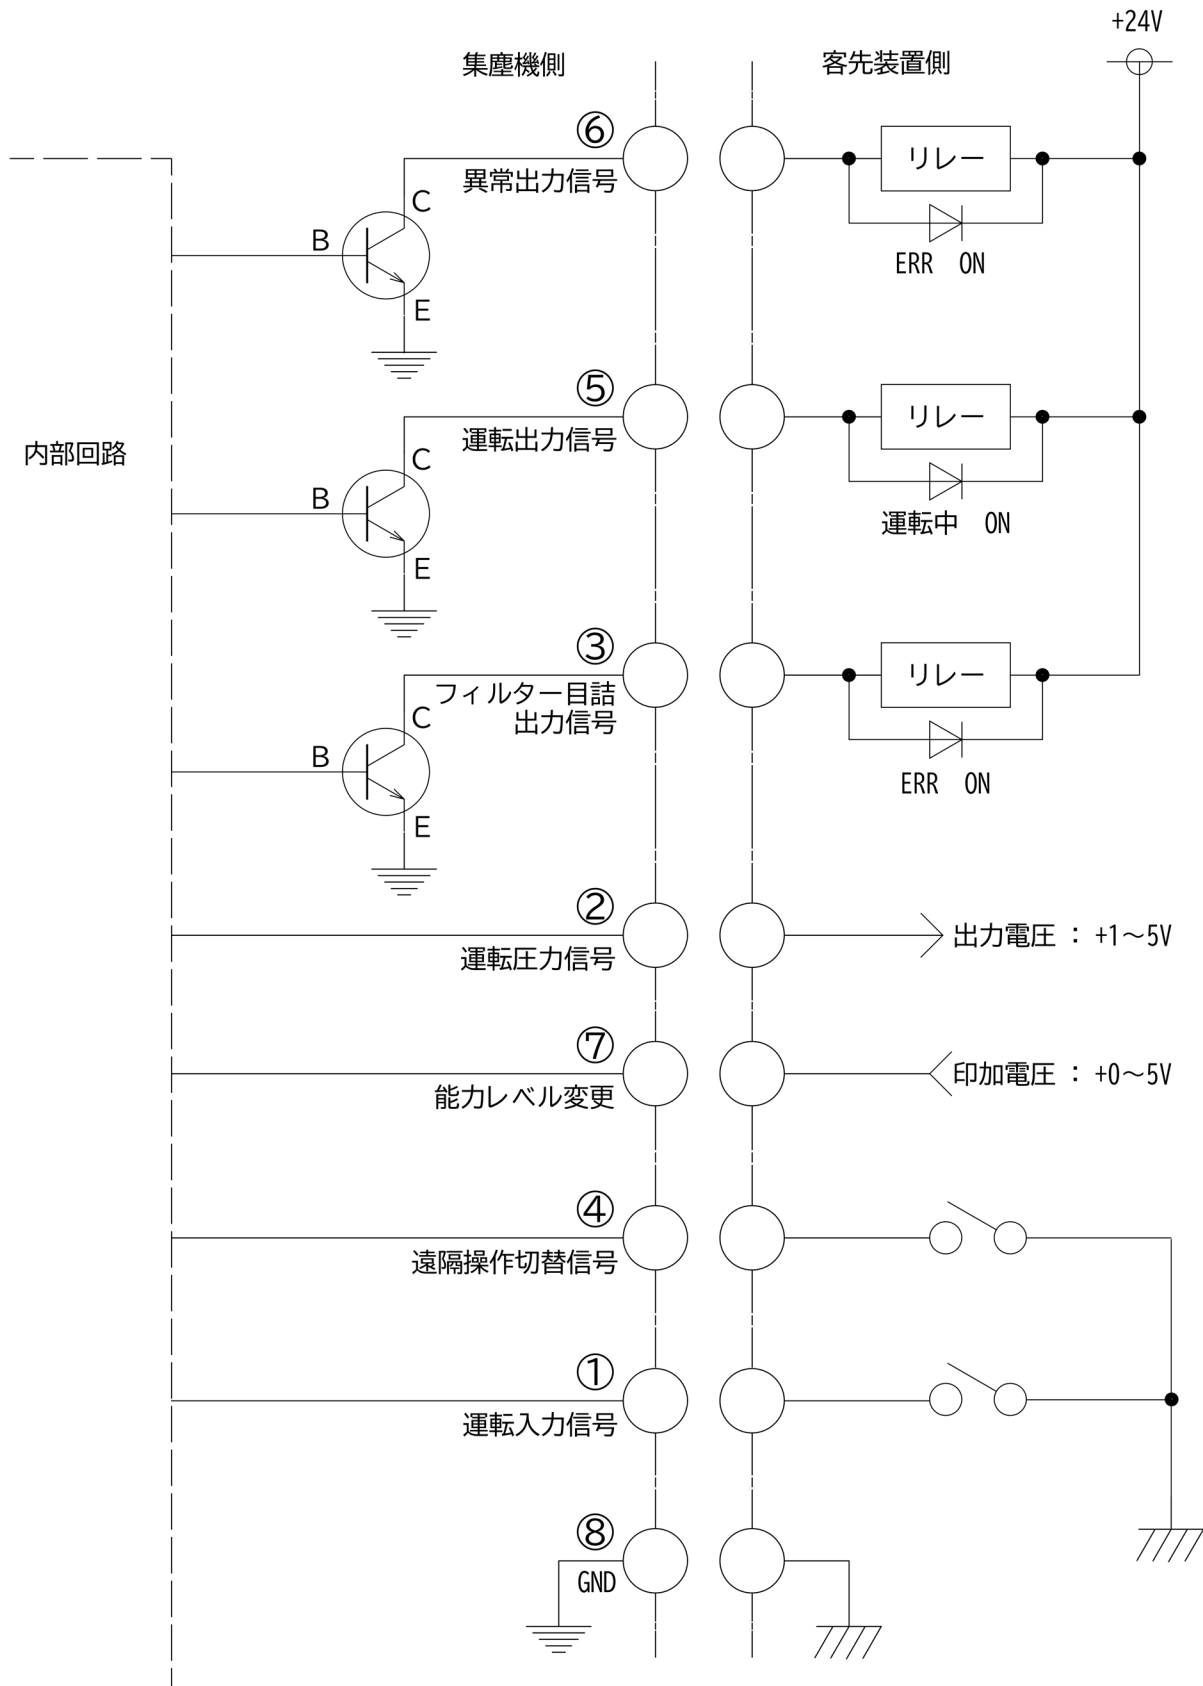 +24V
集塵機側
客先装置側
⑥
異常出力信号
リレー
C
B
E
ERR ON
⑤
運転出力信号
リレー
内部回路
C
B
E
運転中 ON
③
フィルター目詰
出力信号
リレー
C
B
E
ERR ON
②
運転圧力信号
出力電圧 : +1～5V
⑦
能力レベル変更
印加電圧 : +0～5V
④
遠隔操作切替信号
①
運転入力信号
⑧
GND